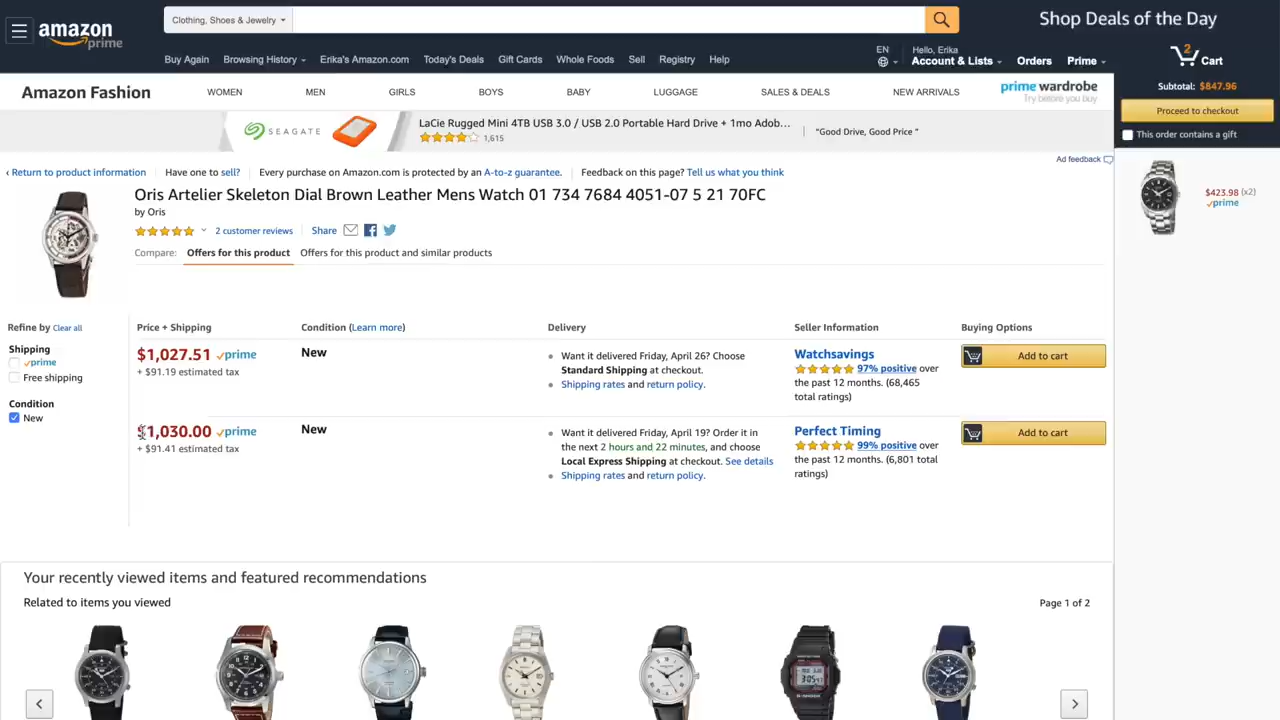 amazon
prime
Clothing, Shoes & Jewelry
Shop Deals of the Day
Buy Again
Browsing History
Erika's Amazon.com
Today's Deals
Gift Cards
Whole Foods
Sell
Registry
Help
EN
Hello, Erika
Account & Lists
Orders
Prime
2
Cart
Subtotal: $847.96
Proceed to checkout
This order contains a gift
Amazon Fashion
WOMEN
MEN
GIRLS
BOYS
BABY
LUGGAGE
SALES & DEALS
NEW ARRIVALS
prime wardrobe
Try before you buy
SEAGATE
LaCie Rugged Mini 4TB USB 3.0 / USB 2.0 Portable Hard Drive + 1mo Adob...
1,615
"Good Drive, Good Price "
Ad feedback
‹ Return to product information
Have one to sell?
Every purchase on Amazon.com is protected by an A-to-z guarantee.
Feedback on this page? Tell us what you think
$423.98 (x2)
prime
Oris Artelier Skeleton Dial Brown Leather Mens Watch 01 734 7684 4051-07 5 21 70FC
by Oris
2 customer reviews
Share
Compare:
Offers for this product
Offers for this product and similar products
Refine by Clear all
Shipping
prime
Free shipping
Condition
New
Price + Shipping
Condition (Learn more)
Delivery
Seller Information
Buying Options
$1,027.51 prime
+ $91.19 estimated tax
New
Want it delivered Friday, April 26? Choose
Standard Shipping at checkout.
Shipping rates and return policy.
Watchsavings
97% positive over
the past 12 months. (68,465
total ratings)
Add to cart
$1,030.00 prime
+ $91.41 estimated tax
New
Want it delivered Friday, April 19? Order it in
the next 2 hours and 22 minutes, and choose
Local Express Shipping at checkout. See details
Shipping rates and return policy.
Perfect Timing
99% positive over
the past 12 months. (6,801 total
ratings)
Add to cart
Your recently viewed items and featured recommendations
Related to items you viewed
Page 1 of 2